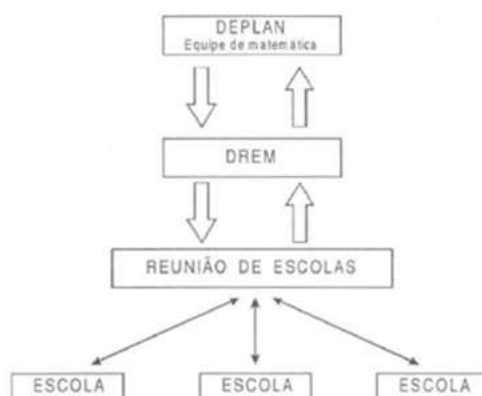 DEPLAN
Equipe de matemática
DREM
REUNIÃO DE ESCOLAS
ESCOLA ESCOLA ESCOLA